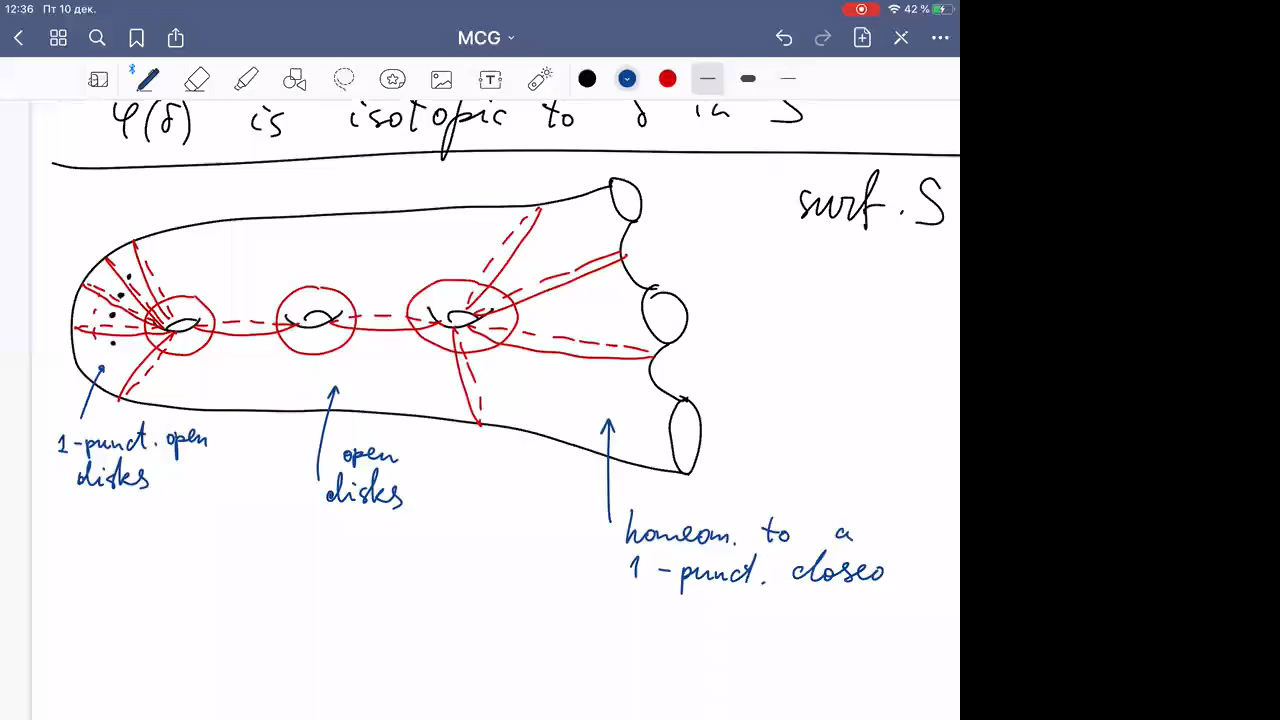 12:36 Пт 10 дек.
42 %
MCG
φ(δ) is isotopic to δ in S
surf. S
1-punct. open
disks
open
disks
homeom. to a
1-punct. closed